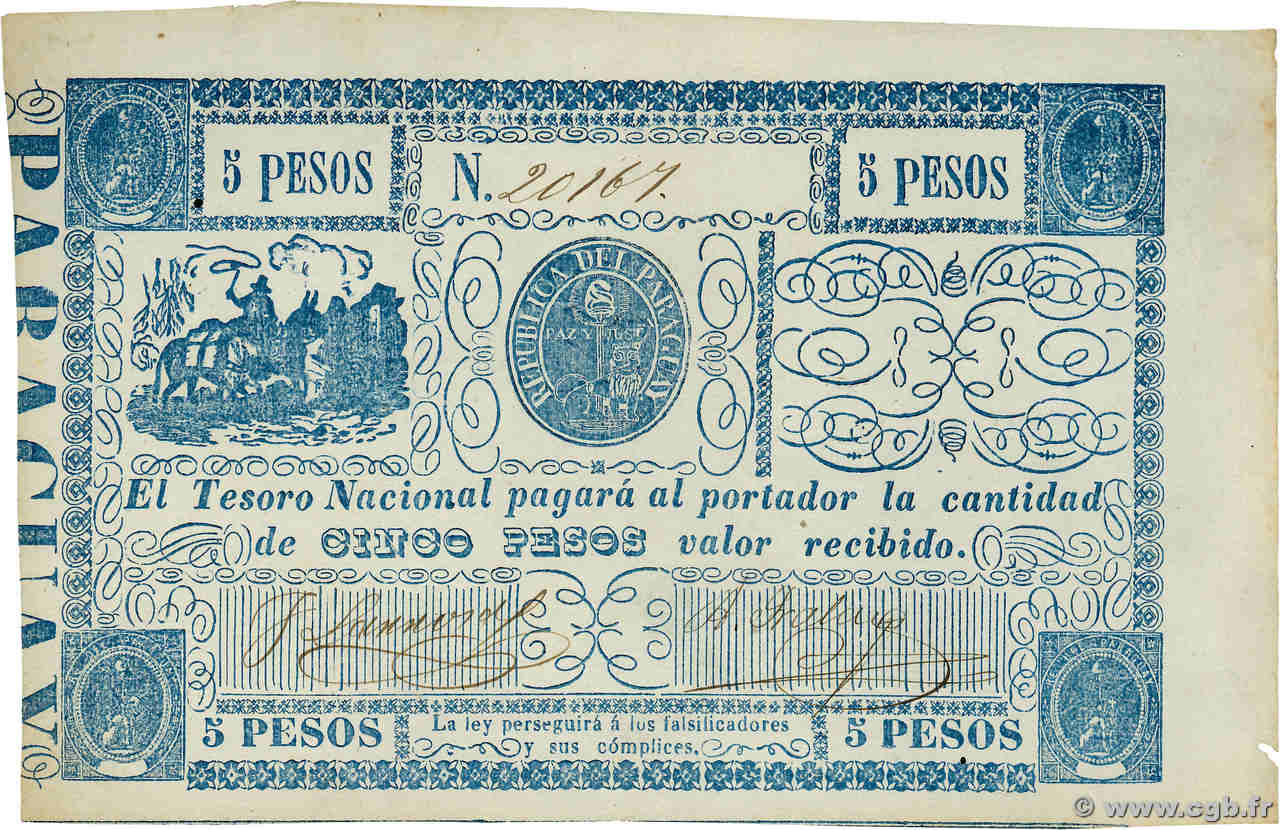 PARAGUAY
5 PESOS
N. 20167.
5 PESOS
REPUBLICA DEL PARAGUAY
PAZ Y
El Tesoro Nacional pagará al portador la cantidad
de CINCO PESOS valor recibido.
5 PESOS
La ley perseguirá á los falsificadores
y sus cómplices.
5 PESOS
© www.cgb.fr